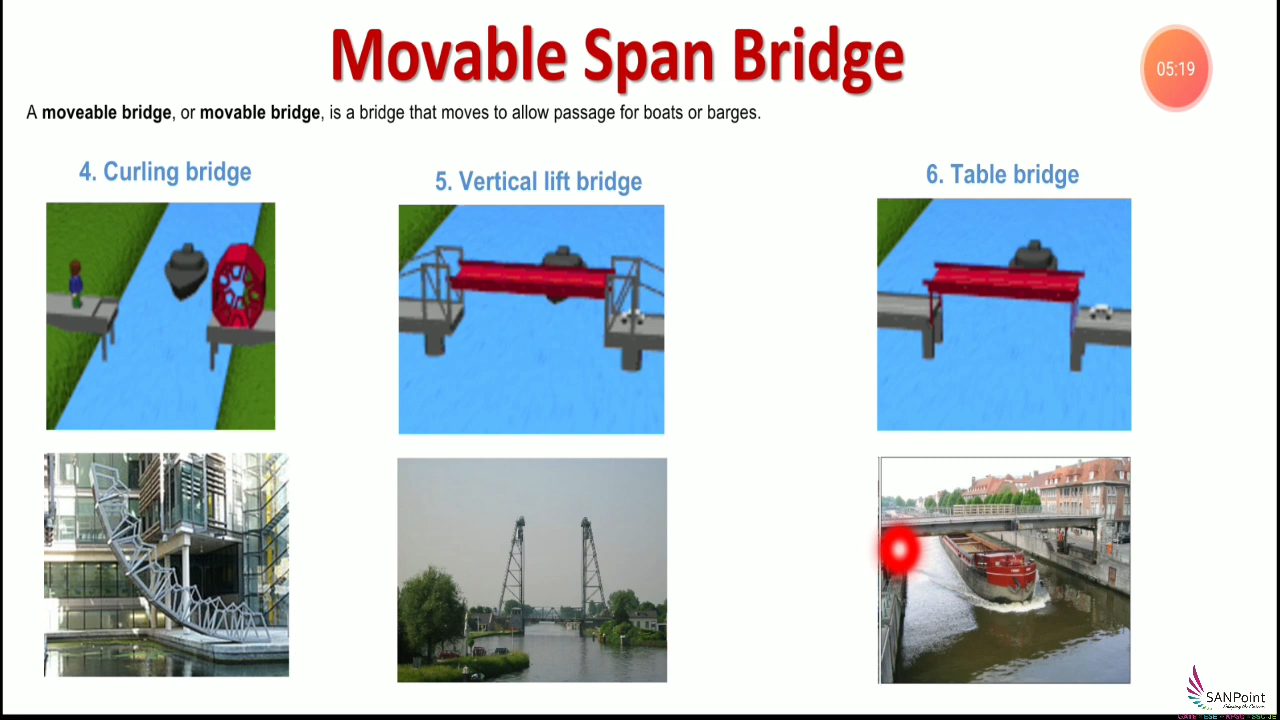 Movable Span Bridge
05:19
A moveable bridge, or movable bridge, is a bridge that moves to allow passage for boats or barges.
4. Curling bridge
5. Vertical lift bridge
6. Table bridge
SANPoint